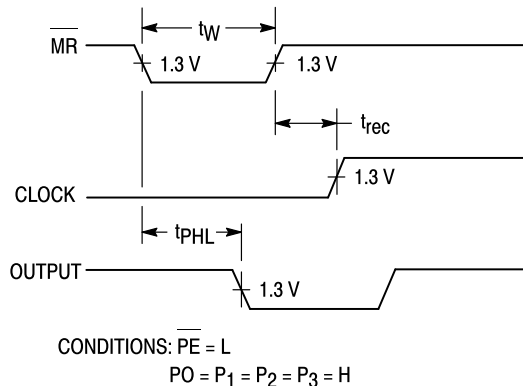 tW
MR
1.3 V
1.3 V
trec
CLOCK
1.3 V
tPHL
OUTPUT
1.3 V
CONDITIONS: PE = L
PO = P1 = P2 = P3 = H